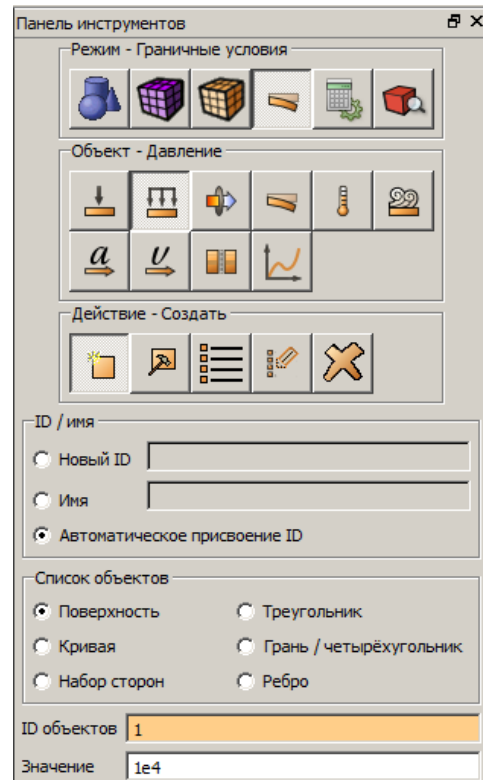 Панель инструментов
Режим - Граничные условия
Объект - Давление
a
v
Действие - Создать
ID / имя
Новый ID
Имя
Автоматическое присвоение ID
Список объектов
Поверхность
Треугольник
Кривая
Грань / четырёхугольник
Набор сторон
Ребро
ID объектов 1
Значение 1e4